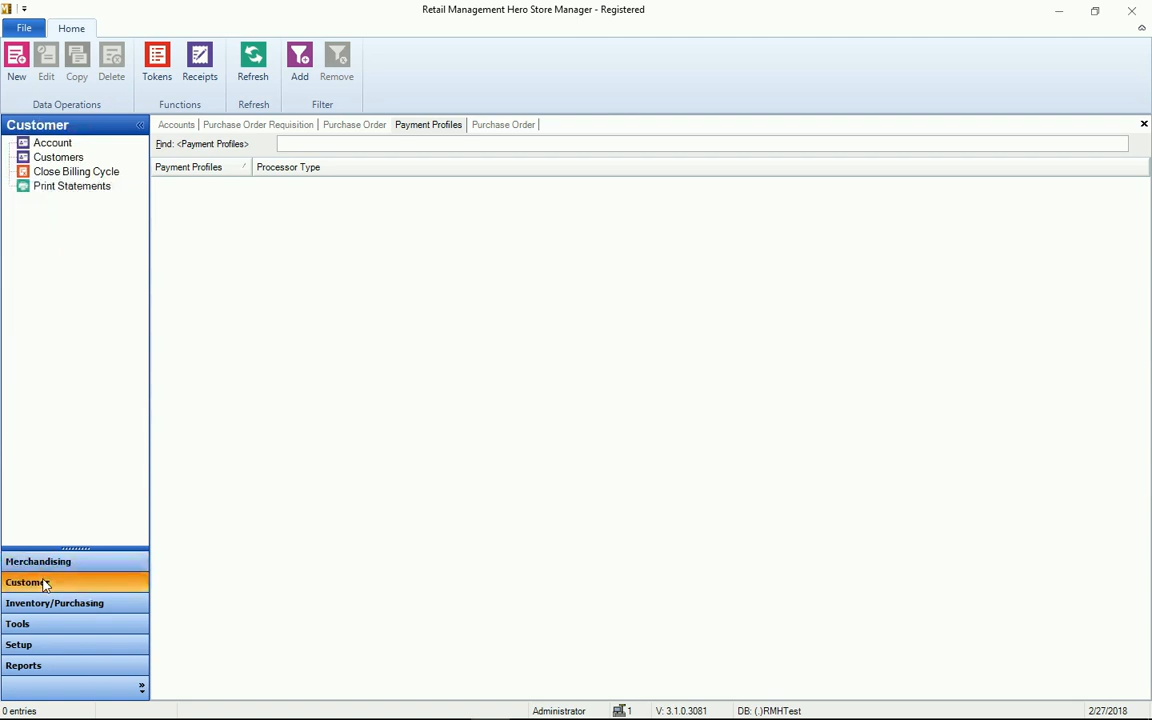 Retail Management Hero Store Manager - Registered
File
Home
New
Edit
Copy
Delete
Tokens
Receipts
Refresh
Add
Remove
Data Operations
Functions
Refresh
Filter
Customer
Accounts
Purchase Order Requisition
Purchase Order
Payment Profiles
Purchase Order
Find: <Payment Profiles>
Payment Profiles
Processor Type
Account
Customers
Close Billing Cycle
Print Statements
Merchandising
Customer
Inventory/Purchasing
Tools
Setup
Reports
0 entries
Administrator
1
V: 3.1.0.3081
DB: (.)RMHTest
2/27/2018